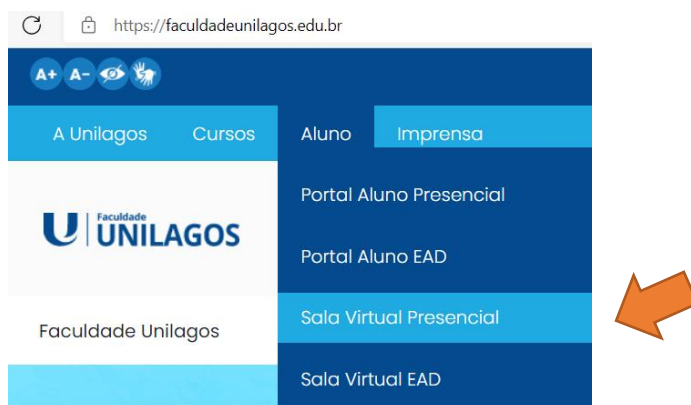 https://faculdadeunilagos.edu.br
A+ A-
A Unilagos Cursos Aluno Imprensa
Portal Aluno Presencial
Faculdade
UNILAGOS
Portal Aluno EAD
Sala Virtual Presencial
Faculdade Unilagos
Sala Virtual EAD